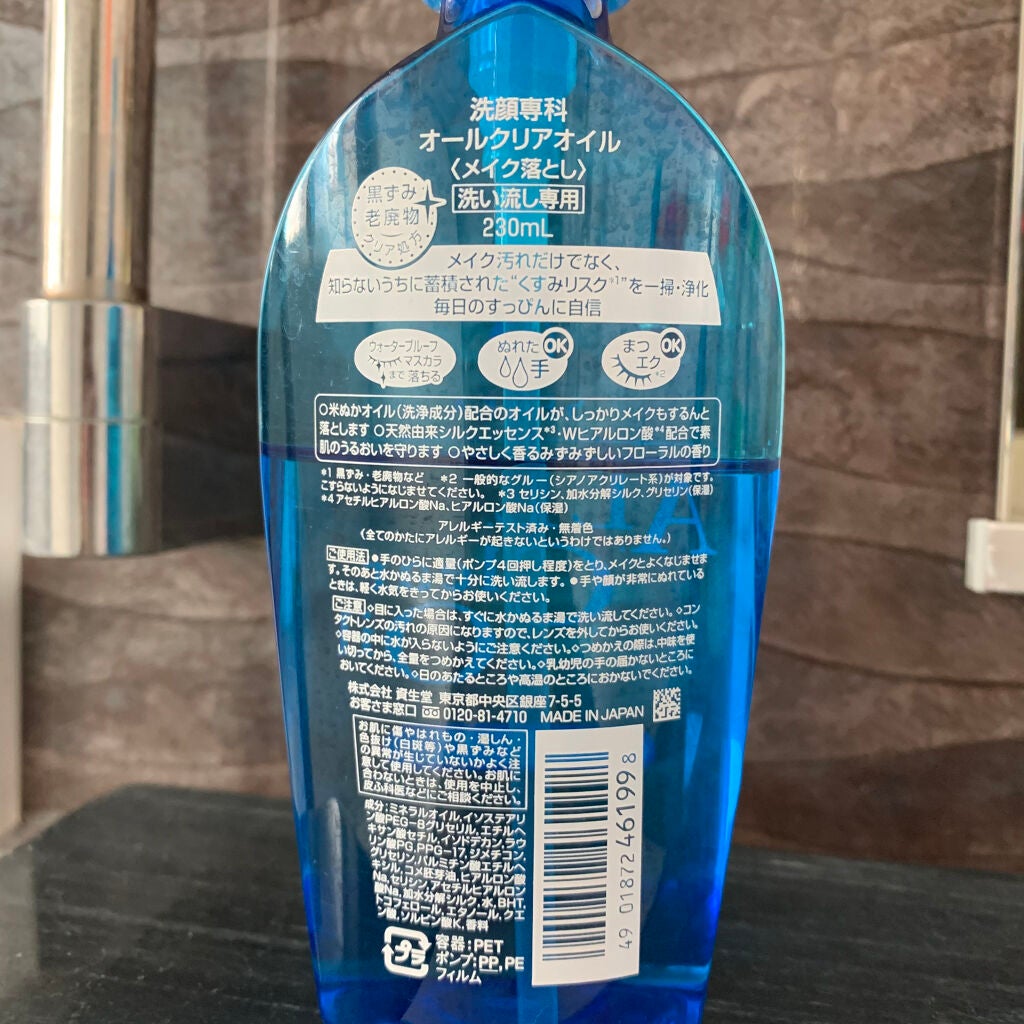 洗顔専科
オールクリアオイル
〈メイク落とし〉
洗い流し専用
230mL
黒ずみ
老廃物
クリア処方
メイク汚れだけでなく、
知らないうちに蓄積された“くすみリスク*1”を一掃・浄化
毎日のすっぴんに自信
ウォータープルーフ
マスカラ
まで落ちる
ぬれた
手
OK
まつ
エク*2
OK
○米ぬかオイル(洗浄成分)配合のオイルが、しっかりメイクもするんと
落とします ○天然由来シルクエッセンス*3・Wヒアルロン酸*4配合で素
肌のうるおいを守ります ○やさしく香るみずみずしいフローラルの香り
*1 黒ずみ・老廃物など *2 一般的なグルー(シアノアクリレート系)が対象です。
こすらないようになじませてください。 *3 セリシン、加水分解シルク、グリセリン(保湿)
*4 アセチルヒアルロン酸Na、ヒアルロン酸Na(保湿)
アレルギーテスト済み・無着色
(全てのかたにアレルギーが起きないというわけではありません。)
ご使用法 ●手のひらに適量(ポンプ4回押し程度)をとり、メイクとよくなじませま
す。そのあと水かぬるま湯で十分に洗い流します。 ●手や顔が非常にぬれている
ときは、軽く水気をきってからお使いください。
ご注意 ◇目に入った場合は、すぐに水かぬるま湯で洗い流してください。◇コン
タクトレンズの汚れの原因になりますので、レンズを外してからお使いください。
◇容器の中に水が入らないようにご注意ください。◇つめかえの際は、中味を使
い切ってから、全量をつめかえてください。◇乳幼児の手の届かないところに
おいてください。◇日のあたるところや高温のところにおかないでください。
株式会社 資生堂 東京都中央区銀座7-5-5
お客さま窓口 0120-81-4710 MADE IN JAPAN
お肌に傷やはれもの・湿しん・
色抜け(白斑等)や黒ずみなど
の異常が生じていないかよく注
意して使用してください。お肌に
合わないときは、使用を中止し、
皮ふ科医などにご相談ください。
成分:ミネラルオイル、イソステアリ
ン酸PEG-8グリセリル、エチルヘ
キサン酸セチル、イソドデカン、ラウ
リン酸PG、PPG-17、ジメチコン、
グリセリン、パルミチン酸エチルヘ
キシル、コメ胚芽油、ヒアルロン酸
Na、セリシン、アセチルヒアルロン
酸Na、加水分解シルク、水、BHT、
トコフェロール、エタノール、クエ
ン酸、ソルビン酸K、香料
プラ
容器:PET
ポンプ:PP,PE
フィルム
49 01872 461998